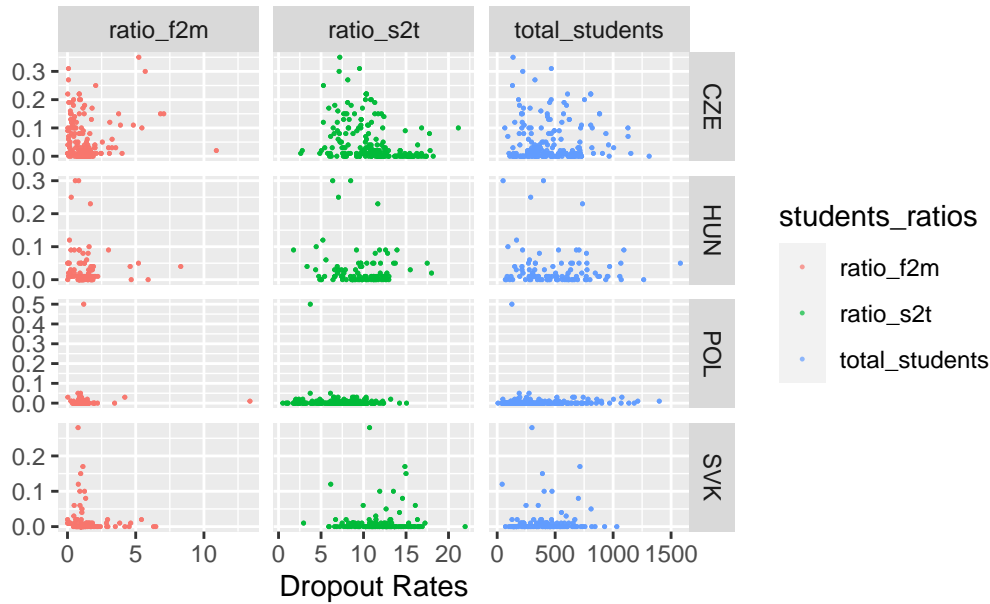 ratio_f2m ratio_s2t total_students
0.3
0.2
0.1
0.0
CZE
0.3
0.2
0.1
0.0
HUN
0.5
0.4
0.3
0.2
0.1
0.0
POL
0.2
0.1
0.0
SVK
0 5 10 0 5 10 15 20 0 500 1000 1500
Dropout Rates
students_ratios
ratio_f2m
ratio_s2t
total_students